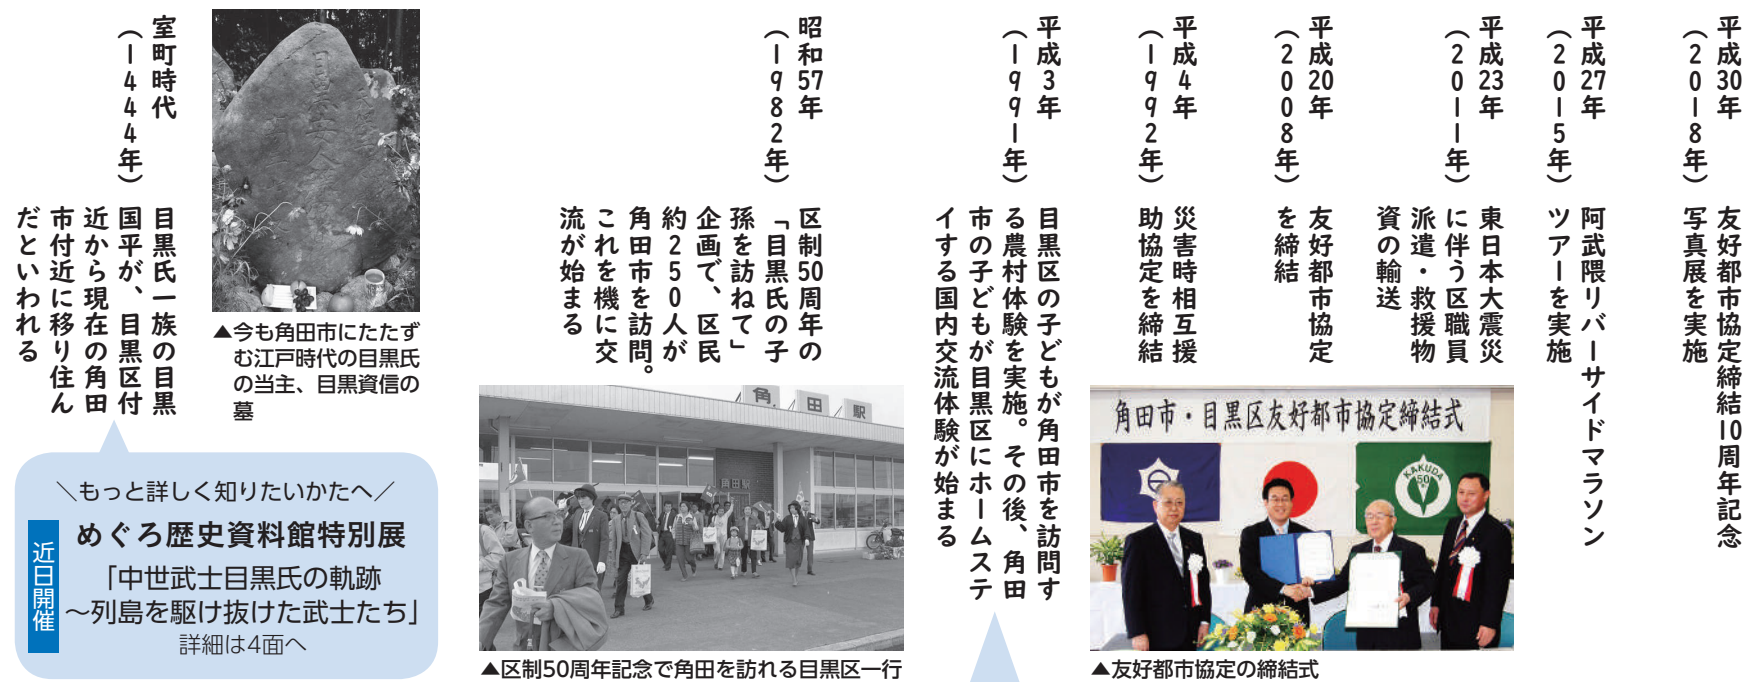 平成30年
(2018年)
友好都市協定締結10周年記念
写真展を実施
平成27年
(2015年)
阿武隈リバーサイドマラソン
ツアーを実施
平成23年
(2011年)
東日本大震災
に伴う区職員
派遣・救援物
資の輸送
平成20年
(2008年)
友好都市協定
を締結
平成4年
(1992年)
災害時相互援
助協定を締結
平成3年
(1991年)
目黒区の子どもが角田市を訪問す
る農村体験を実施。その後、角田
市の子どもが目黒区にホームステ
イする国内交流体験が始まる
昭和57年
(1982年)
区制50周年の
「目黒氏の子
孫を訪ねて」
企画で、区民
約250人が
角田市を訪問。
これを機に交
流が始まる
室町時代
(1444年)
目黒氏一族の目黒
国平が、目黒区付
近から現在の角田
市付近に移り住ん
だといわれる
▲今も角田市にたたず
む江戸時代の目黒氏
の当主、目黒資信の
墓
角田駅
角田駅
▲区制50周年記念で角田を訪れる目黒区一行
角田市・目黒区友好都市協定締結式
KAKUDA
50
▲友好都市協定の締結式
＼もっと詳しく知りたいかたへ／
近日開催
めぐろ歴史資料館特別展
「中世武士目黒氏の軌跡
～列島を駆け抜けた武士たち」
詳細は4面へ